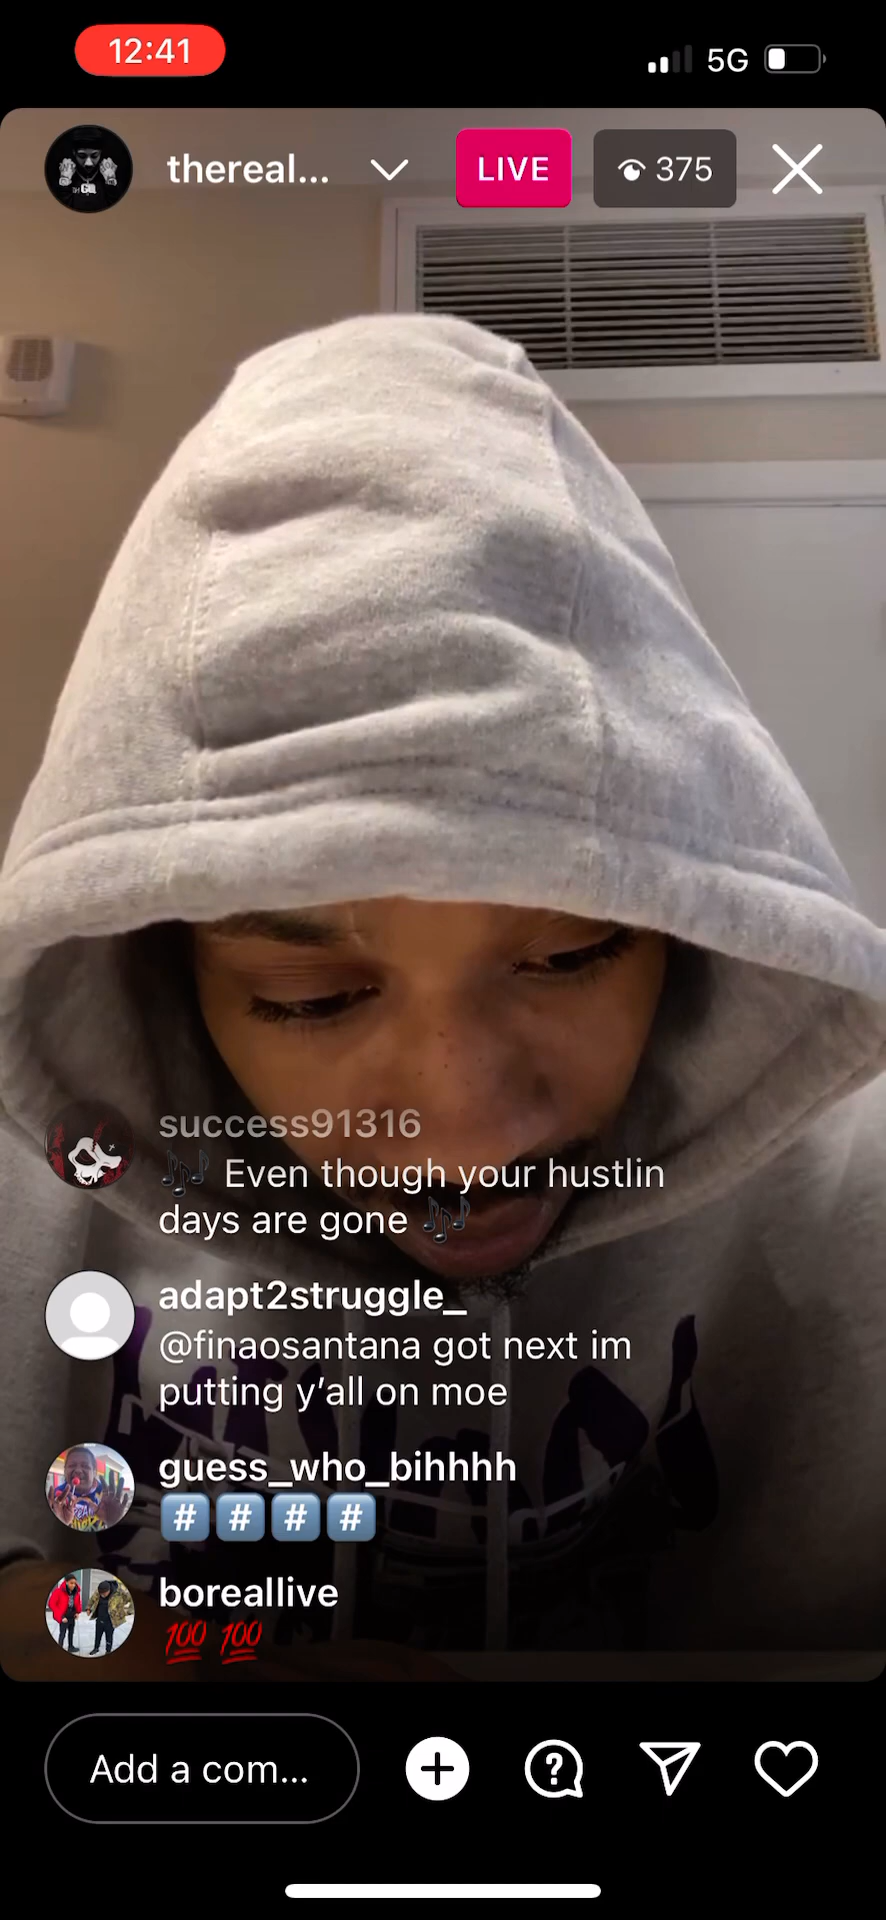 12:41
5G
thereal...
LIVE
375
success91316
🎶 Even though your hustlin
days are gone 🎶
adapt2struggle_
@finaosantana got next im
putting y’all on moe
guess_who_bihhhh
#️⃣#️⃣#️⃣#️⃣
boreallive
💯 💯
Add a com...